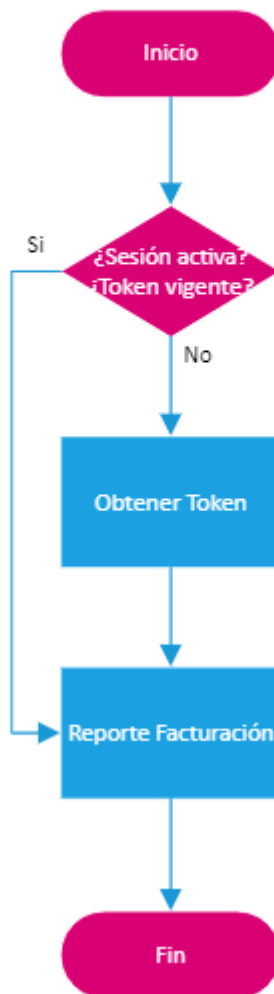 Inicio
Si
¿Sesión activa?
¡Token vigente?
No
Obtener Token
Reporte Facturación
Fin